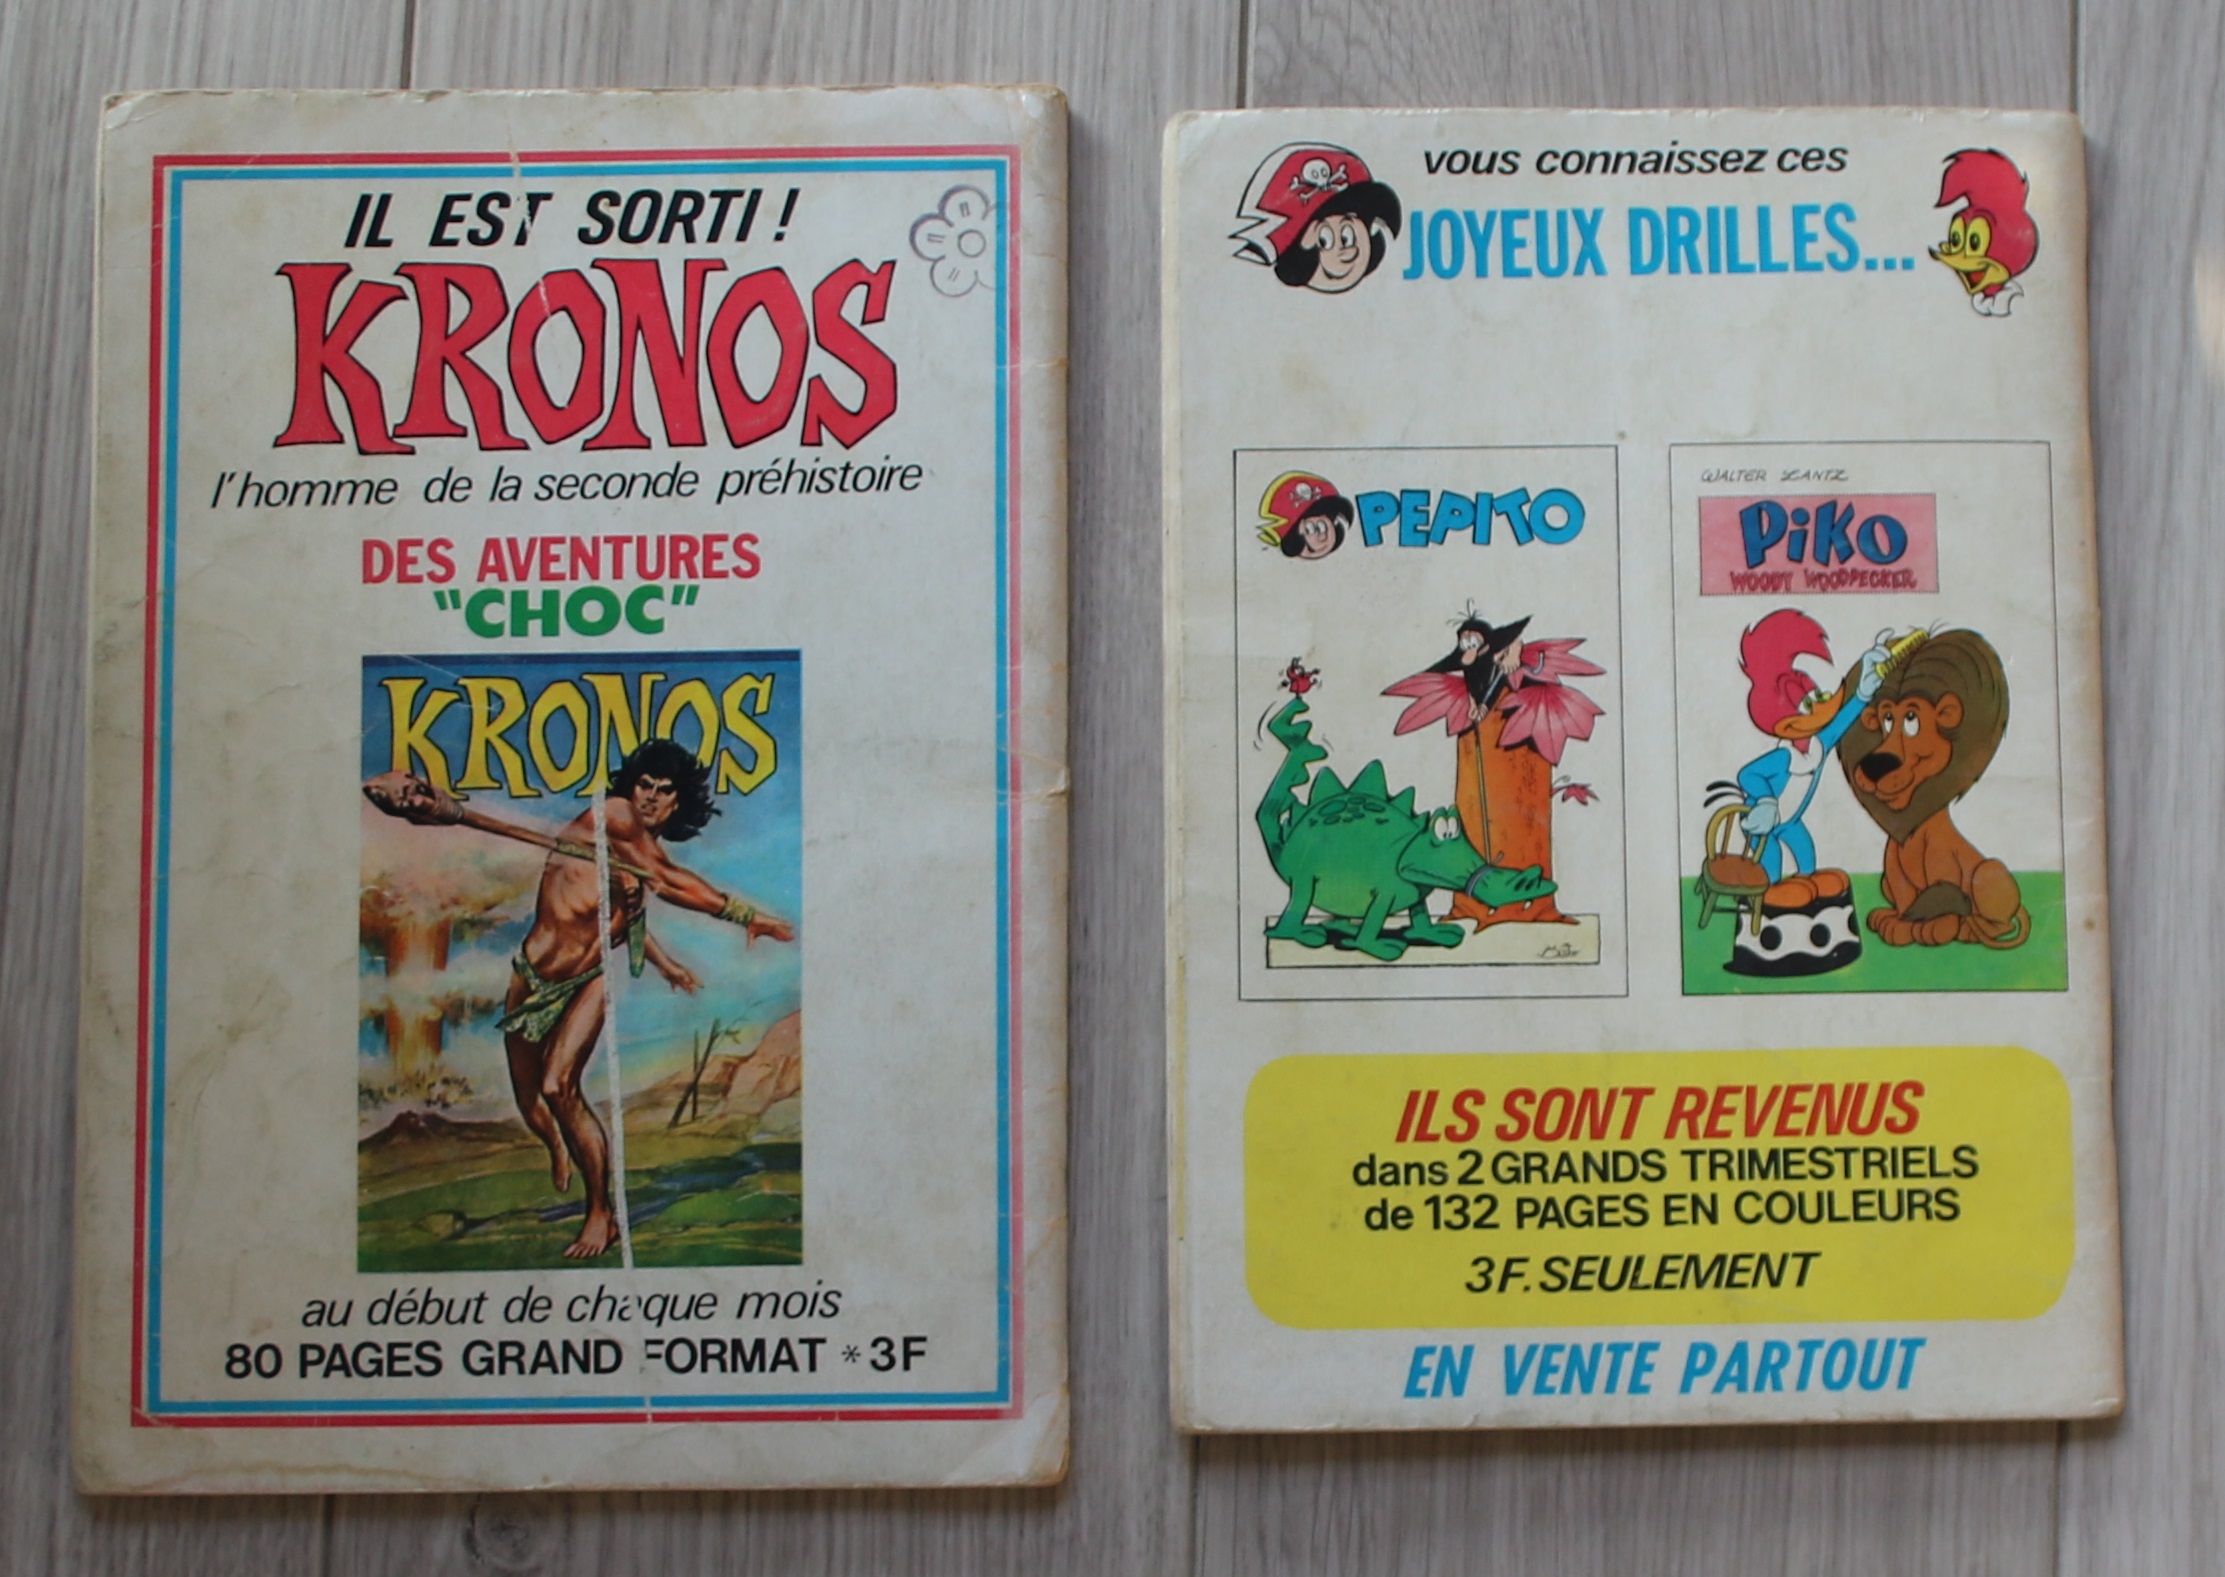 IL EST SORTI !
KRONOS
l'homme de la seconde préhistoire
DES AVENTURES
"CHOC"
KRONOS
au début de chaque mois
80 PAGES GRAND FORMAT * 3F
vous connaissez ces
JOYEUX DRILLES...
PEPITO
WALTER LANTZ
PiKO
WOODY WOODPECKER
ILS SONT REVENUS
dans 2 GRANDS TRIMESTRIELS
de 132 PAGES EN COULEURS
3F. SEULEMENT
EN VENTE PARTOUT